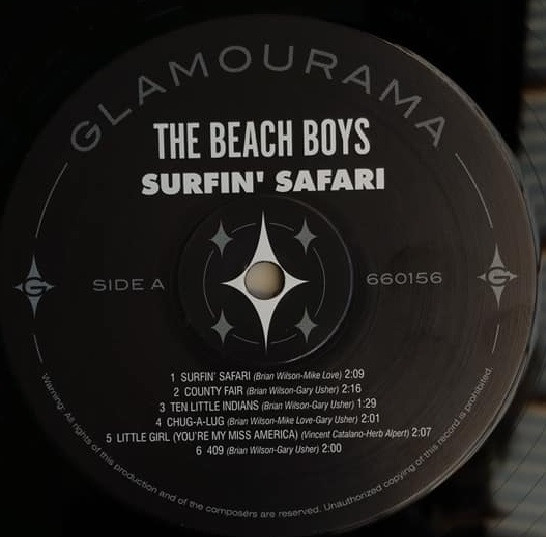 GLAMOURAMA
THE BEACH BOYS
SURFIN' SAFARI
G
SIDE A
660156
G
1 SURFIN' SAFARI (Brian Wilson-Mike Love) 2:09
2 COUNTY FAIR (Brian Wilson-Gary Usher) 2:16
3 TEN LITTLE INDIANS (Brian Wilson-Gary Usher) 1:29
4 CHUG-A-LUG (Brian Wilson-Mike Love-Gary Usher) 2:01
5 LITTLE GIRL (YOU'RE MY MISS AMERICA) (Vincent Catalano-Herb Alpert) 2:07
6 409 (Brian Wilson-Gary Usher) 2:00
Warning: All rights of this production and of the composers are reserved. Unauthorized copying of this record is prohibited.